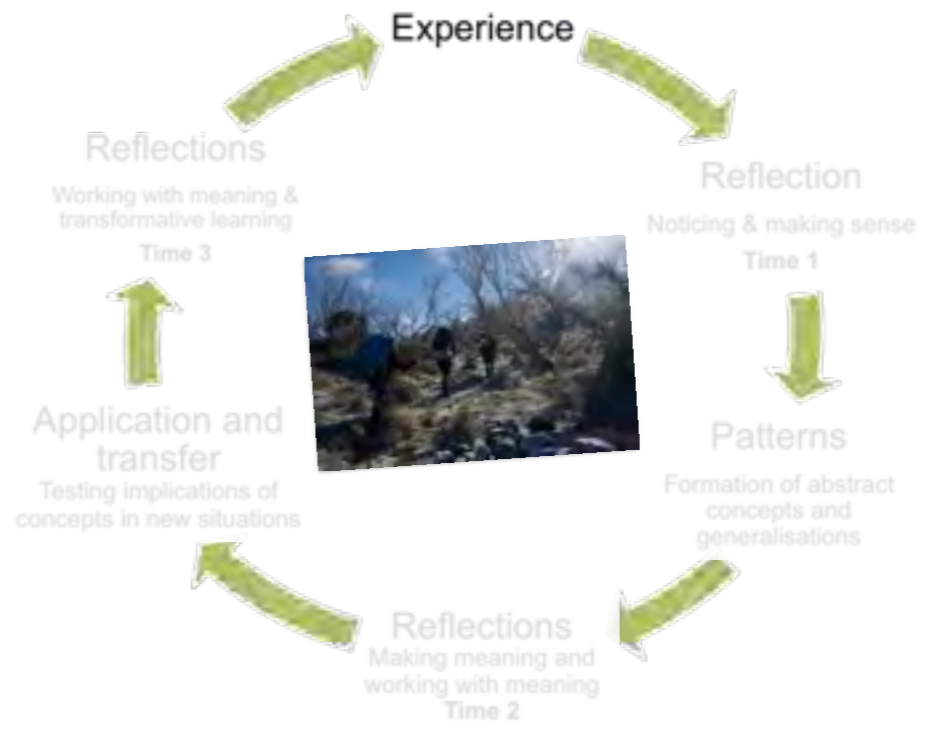 Experience
Reflection
Noticing & making sense
Time 1
Patterns
Formation of abstract
concepts and
generalisations
Reflections
Making meaning and
working with meaning
Time 2
Application and
transfer
Testing implications of
concepts in new situations
Reflections
Working with meaning &
transformative learning
Time 3